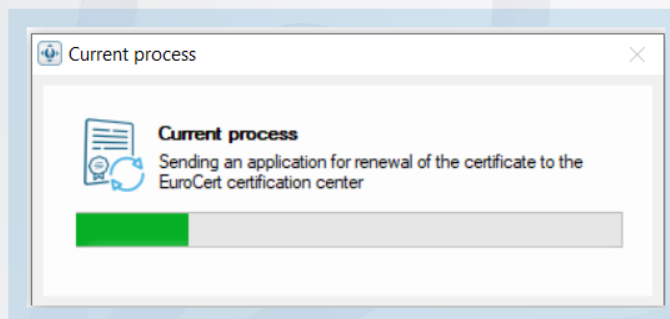 Current process
Current process
Sending an application for renewal of the certificate to the
EuroCert certification center